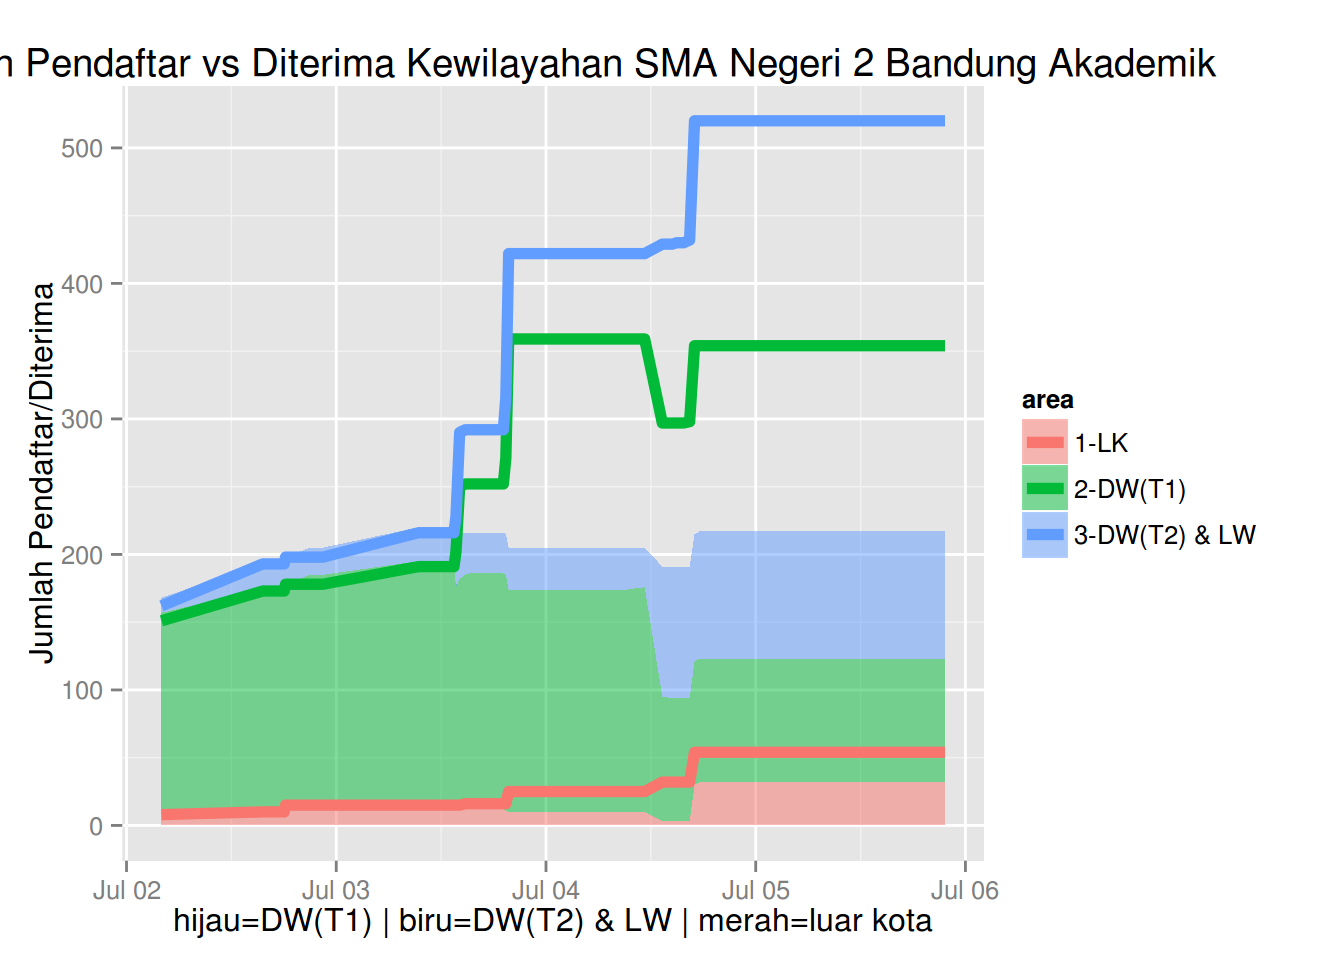 Pendaftar vs Diterima Kewilayahan SMA Negeri 2 Bandung Akademik
Jumlah Pendaftar/Diterima
500
400
300
200
100
0
Jul 02 Jul 03 Jul 04 Jul 05 Jul 06
hijau=DW(T1) | biru=DW(T2) & LW | merah=luar kota
area
1-LK
2-DW(T1)
3-DW(T2) & LW